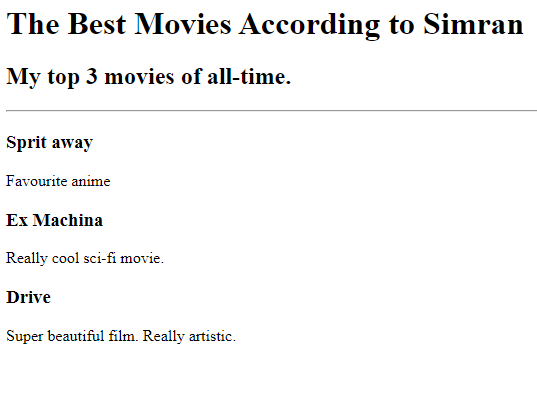 The Best Movies According to Simran
My top 3 movies of all-time.
Sprit away
Favourite anime
Ex Machina
Really cool sci-fi movie.
Drive
Super beautiful film. Really artistic.